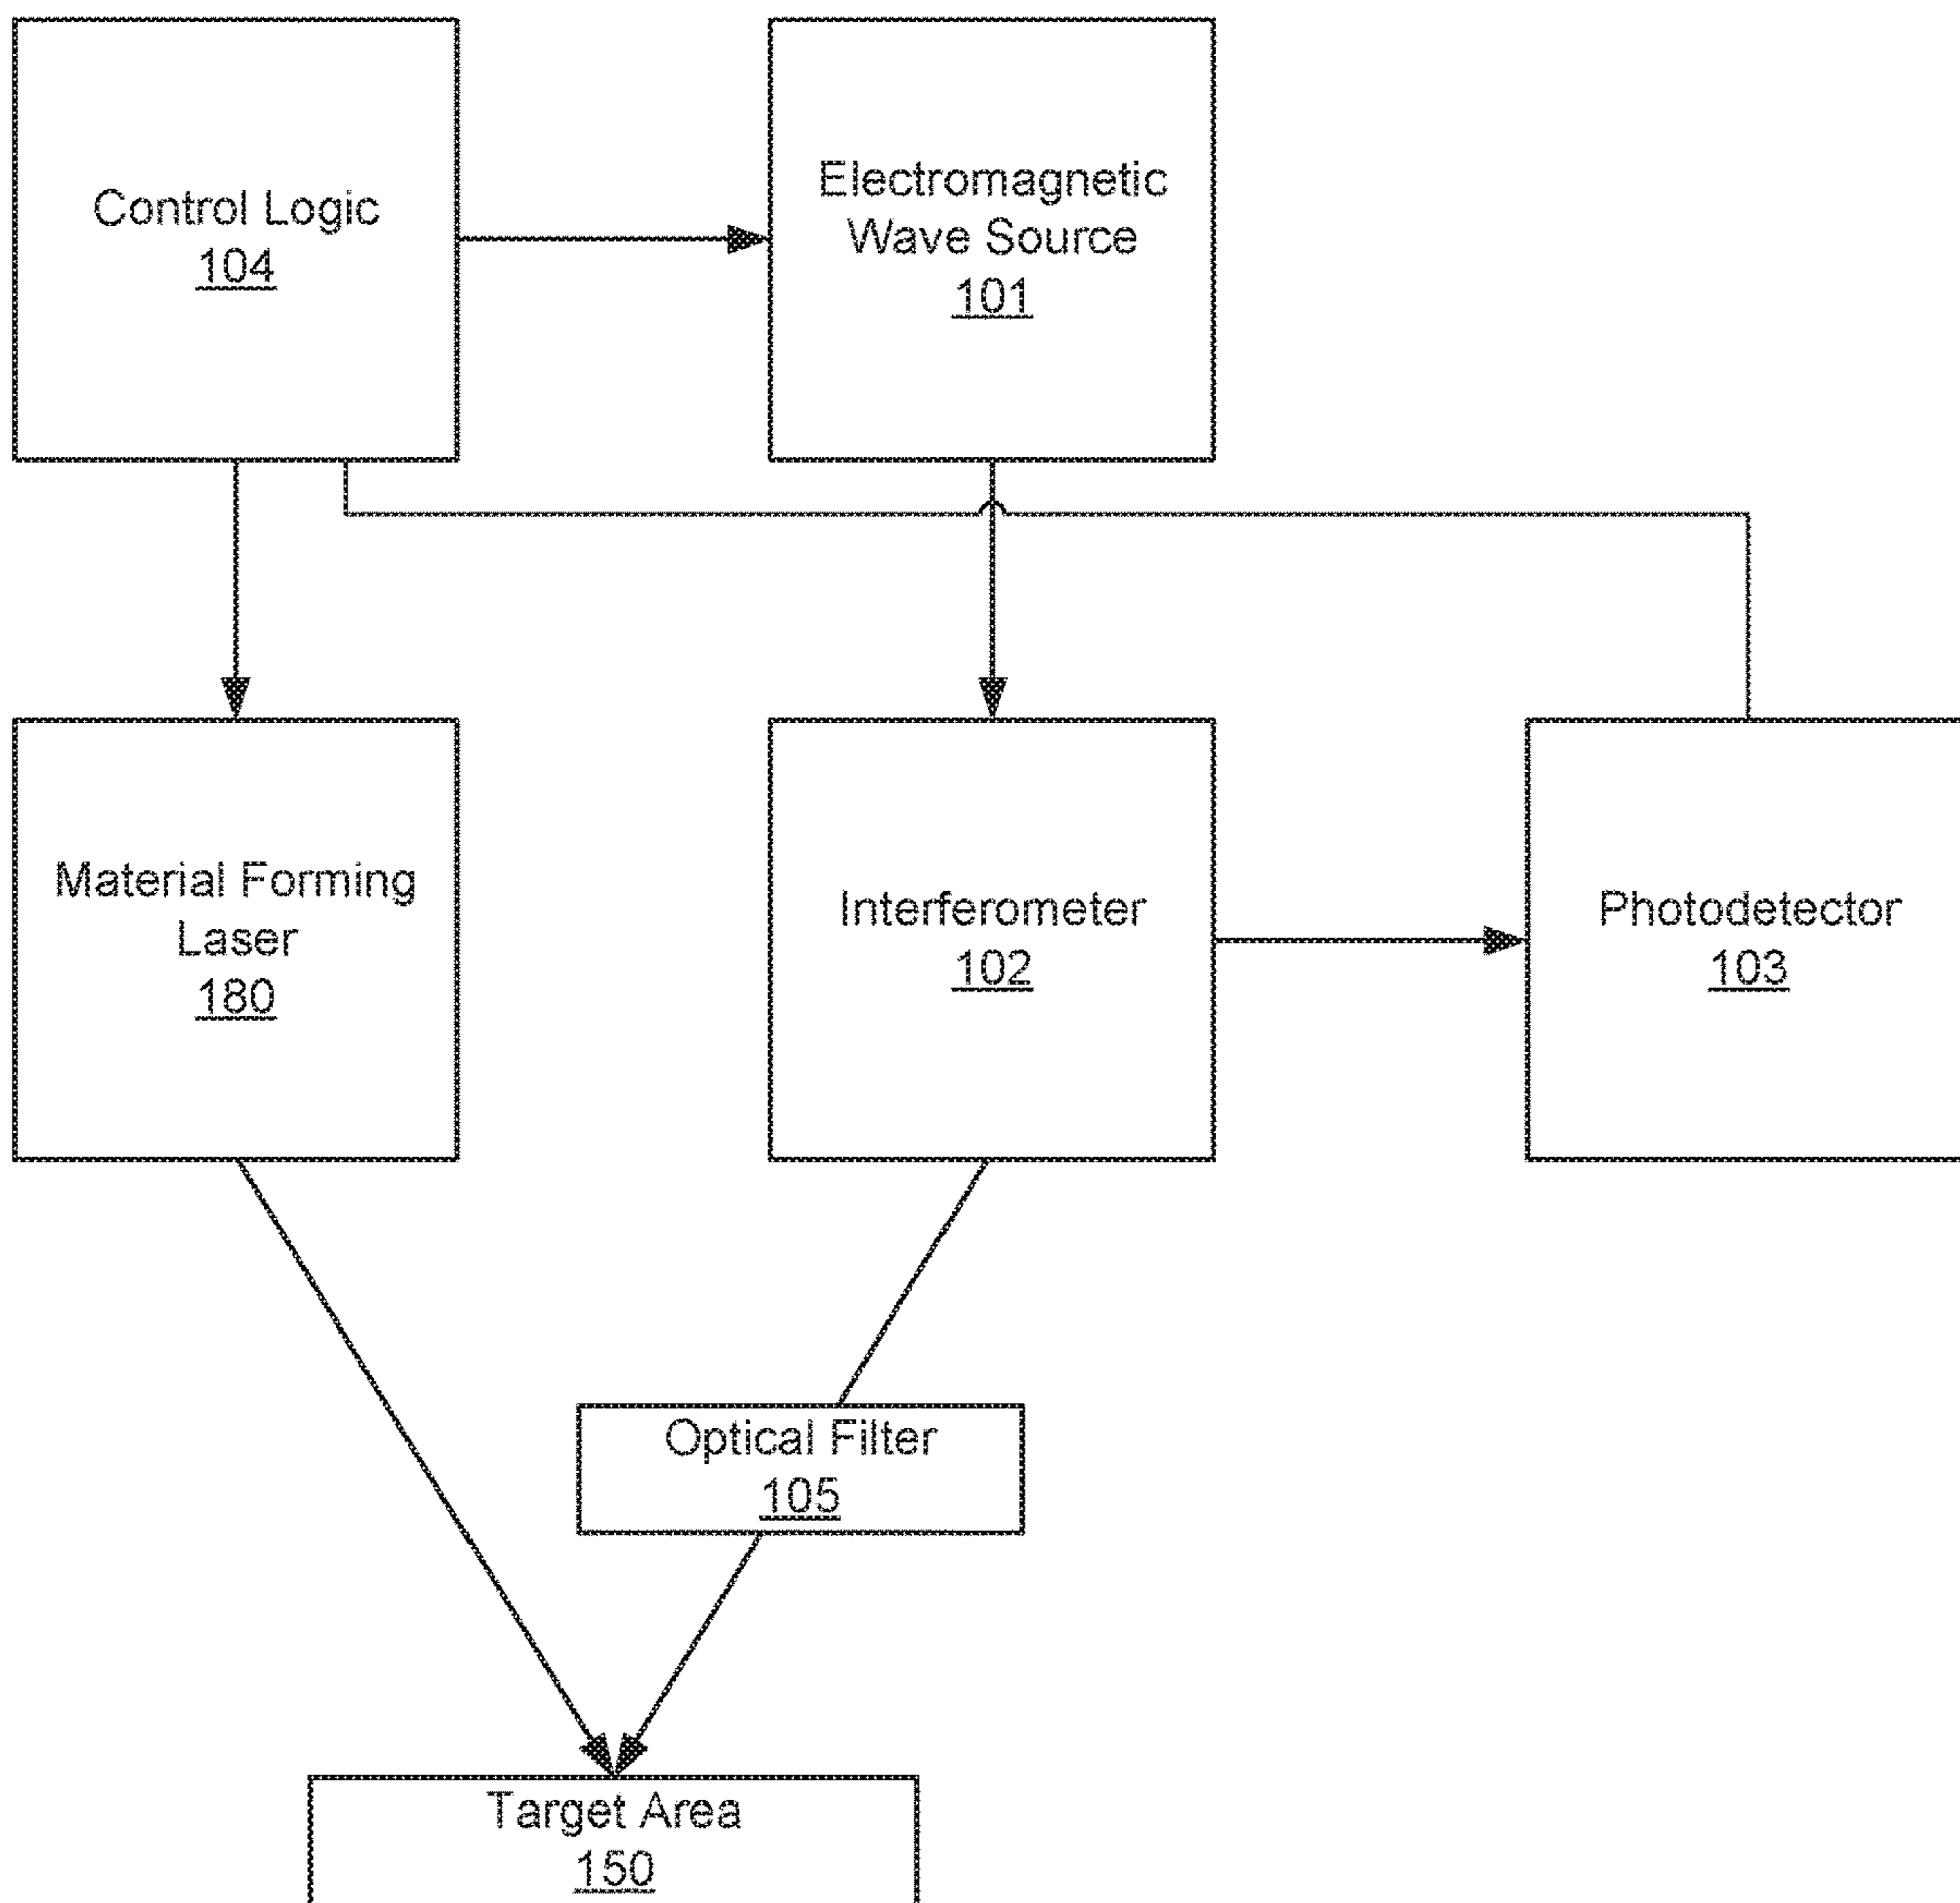 Control Logic
104
Electromagnetic
Wave Source
101
Material Forming
Laser
180
Interferometer
102
Photodetector
103
Optical Filter
105
Target Area
150